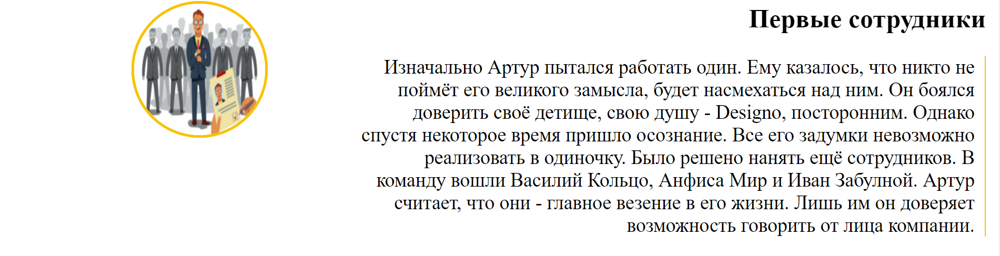 Первые сотрудники
Изначально Артур пытался работать один. Ему казалось, что никто не
поймёт его великого замысла, будет насмехаться над ним. Он боялся
доверить своё детище, свою душу - Designo, посторонним. Однако
спустя некоторое время пришло осознание. Все его задумки невозможно
реализовать в одиночку. Было решено нанять ещё сотрудников. В
команду вошли Василий Кольцо, Анфиса Мир и Иван Забулной. Артур
считает, что они - главное везение в его жизни. Лишь им он доверяет
возможность говорить от лица компании.